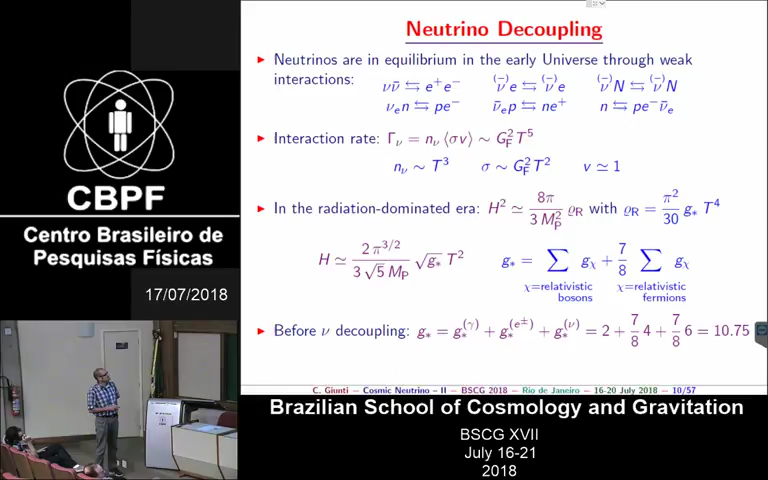 Neutrino Decoupling
▶ Neutrinos are in equilibrium in the early Universe through weak
interactions: νν̄ ⇆ e⁺e⁻ ⁽⁻⁾ν e ⇆ ⁽⁻⁾ν e ⁽⁻⁾ν N ⇆ ⁽⁻⁾ν N
νₑn ⇆ pe⁻ ν̄ₑp ⇆ ne⁺ n ⇆ pe⁻ν̄ₑ
▶ Interaction rate: Γ_ν = n_ν ⟨σv⟩ ∼ G_F² T⁵
n_ν ∼ T³ σ ∼ G_F² T² v ≃ 1
▶ In the radiation-dominated era: H² ≃ 8π / 3 M_P² ϱ_R with ϱ_R = π² / 30 g_* T⁴
H ≃ 2 π^{3/2} / 3 √5 M_P √g_* T² g_* = ∑ g_χ + 7/8 ∑ g_χ
χ=relativistic χ=relativistic
bosons fermions
▶ Before ν decoupling: g_* = g_*^{(γ)} + g_*^{(e±)} + g_*^{(ν)} = 2 + 7/8 4 + 7/8 6 = 10.75
C. Giunti − Cosmic Neutrino − II − BSCG 2018 − Rio de Janeiro − 16-20 July 2018 − 10/57
CBPF
Centro Brasileiro de
Pesquisas Físicas
17/07/2018
Brazilian School of Cosmology and Gravitation
BSCG XVII
July 16-21
2018